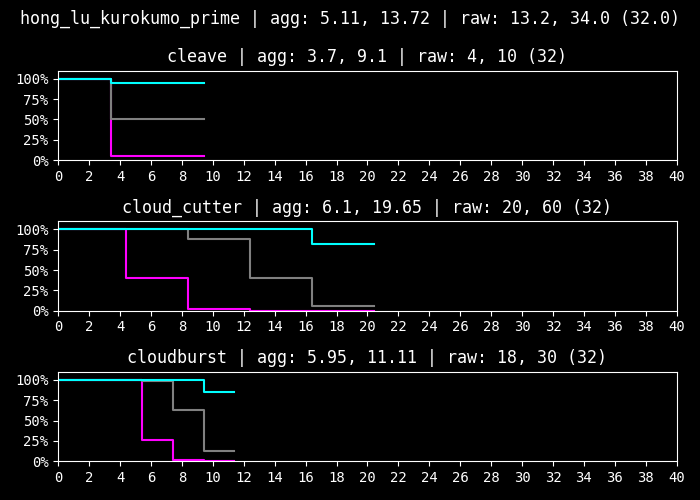 hong_lu_kurokumo_prime | agg: 5.11, 13.72 | raw: 13.2, 34.0 (32.0)
cleave | agg: 3.7, 9.1 | raw: 4, 10 (32)
100%
75%
50%
25%
0%
0 2 4 6 8 10 12 14 16 18 20 22 24 26 28 30 32 34 36 38 40
cloud_cutter | agg: 6.1, 19.65 | raw: 20, 60 (32)
100%
75%
50%
25%
0%
0 2 4 6 8 10 12 14 16 18 20 22 24 26 28 30 32 34 36 38 40
cloudburst | agg: 5.95, 11.11 | raw: 18, 30 (32)
100%
75%
50%
25%
0%
0 2 4 6 8 10 12 14 16 18 20 22 24 26 28 30 32 34 36 38 40